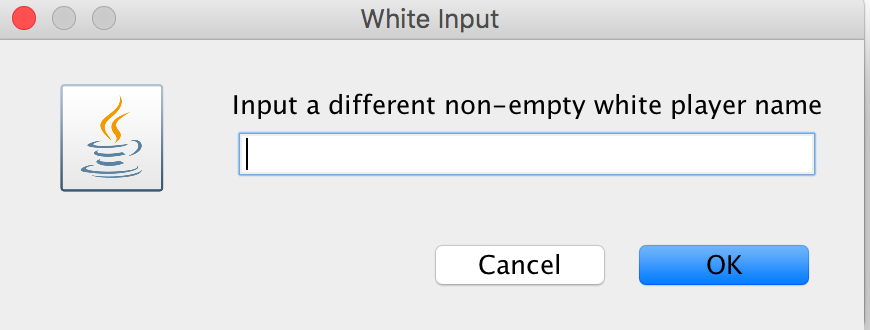 White Input
Input a different non-empty white player name
Cancel
OK